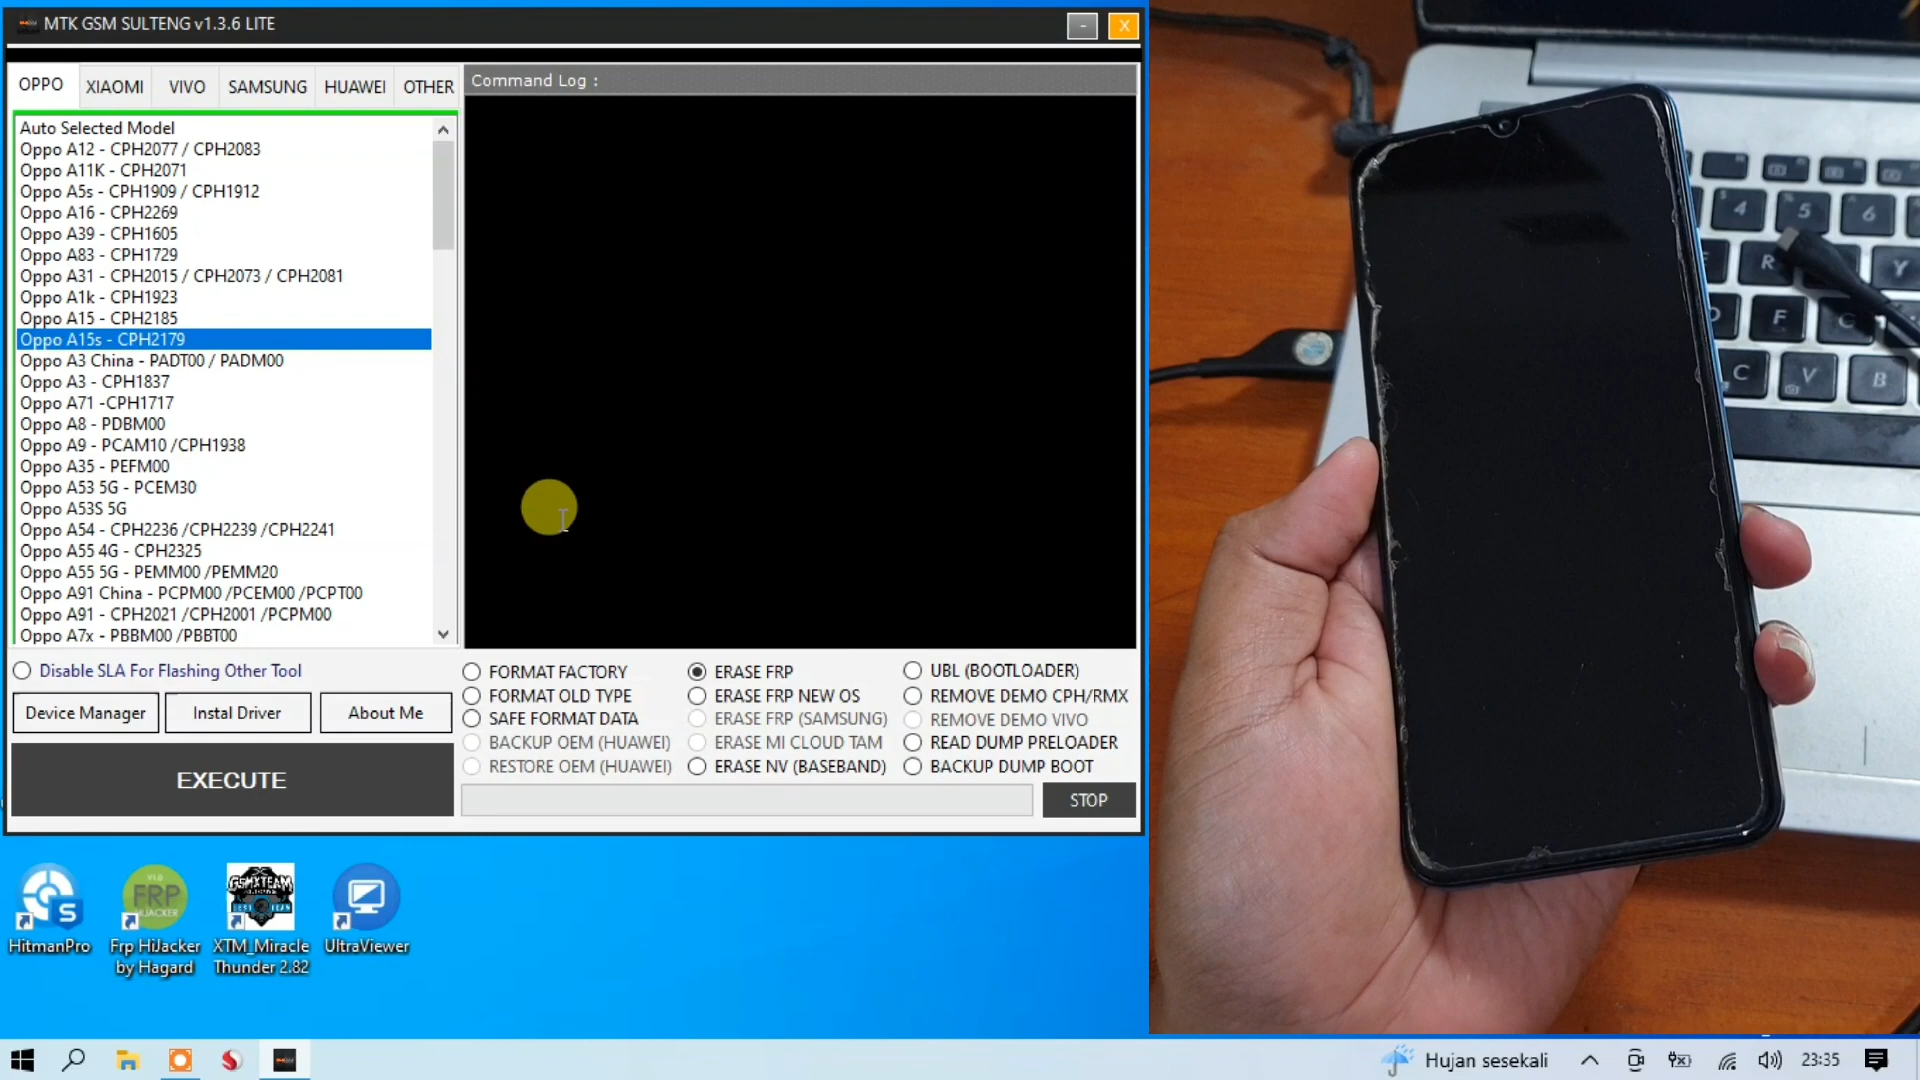 MTK GSM SULTENG v1.3.6 LITE
-
X
OPPO
XIAOMI
VIVO
SAMSUNG
HUAWEI
OTHER
Command Log :
Auto Selected Model
Oppo A12 - CPH2077 / CPH2083
Oppo A11K - CPH2071
Oppo A5s - CPH1909 / CPH1912
Oppo A16 - CPH2269
Oppo A39 - CPH1605
Oppo A83 - CPH1729
Oppo A31 - CPH2015 / CPH2073 / CPH2081
Oppo A1k - CPH1923
Oppo A15 - CPH2185
Oppo A15s - CPH2179
Oppo A3 China - PADT00 / PADM00
Oppo A3 - CPH1837
Oppo A71 -CPH1717
Oppo A8 - PDBM00
Oppo A9 - PCAM10 /CPH1938
Oppo A35 - PEFM00
Oppo A53 5G - PCEM30
Oppo A53S 5G
Oppo A54 - CPH2236 /CPH2239 /CPH2241
Oppo A55 4G - CPH2325
Oppo A55 5G - PEMM00 /PEMM20
Oppo A91 China - PCPM00 /PCEM00 /PCPT00
Oppo A91 - CPH2021 /CPH2001 /PCPM00
Oppo A7x - PBBM00 /PBBT00
Disable SLA For Flashing Other Tool
Device Manager
Instal Driver
About Me
EXECUTE
FORMAT FACTORY
FORMAT OLD TYPE
SAFE FORMAT DATA
BACKUP OEM (HUAWEI)
RESTORE OEM (HUAWEI)
ERASE FRP
ERASE FRP NEW OS
ERASE FRP (SAMSUNG)
ERASE MI CLOUD TAM
ERASE NV (BASEBAND)
UBL (BOOTLOADER)
REMOVE DEMO CPH/RMX
REMOVE DEMO VIVO
READ DUMP PRELOADER
BACKUP DUMP BOOT
STOP
4
5
6
R
Y
F
C
V
B
S
HitmanPro
V1.0
FRP
HIJACKER
Frp HiJacker
by Hagard
GSMXTEAM
XTM_Miracle
Thunder 2.82
UltraViewer
Hujan sesekali
23:35